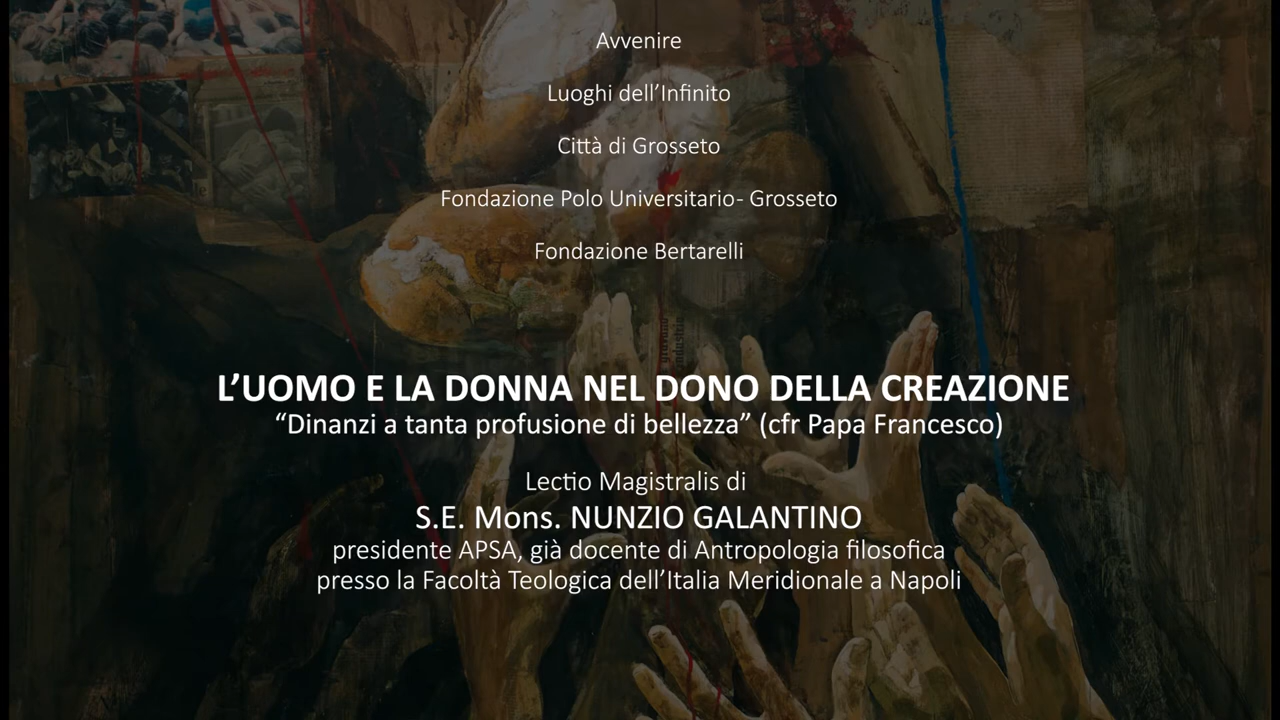 Avvenire
Luoghi dell’Infinito
Città di Grosseto
Fondazione Polo Universitario- Grosseto
Fondazione Bertarelli
L’UOMO E LA DONNA NEL DONO DELLA CREAZIONE
“Dinanzi a tanta profusione di bellezza” (cfr Papa Francesco)
Lectio Magistralis di
S.E. Mons. NUNZIO GALANTINO
presidente APSA, già docente di Antropologia filosofica
presso la Facoltà Teologica dell’Italia Meridionale a Napoli